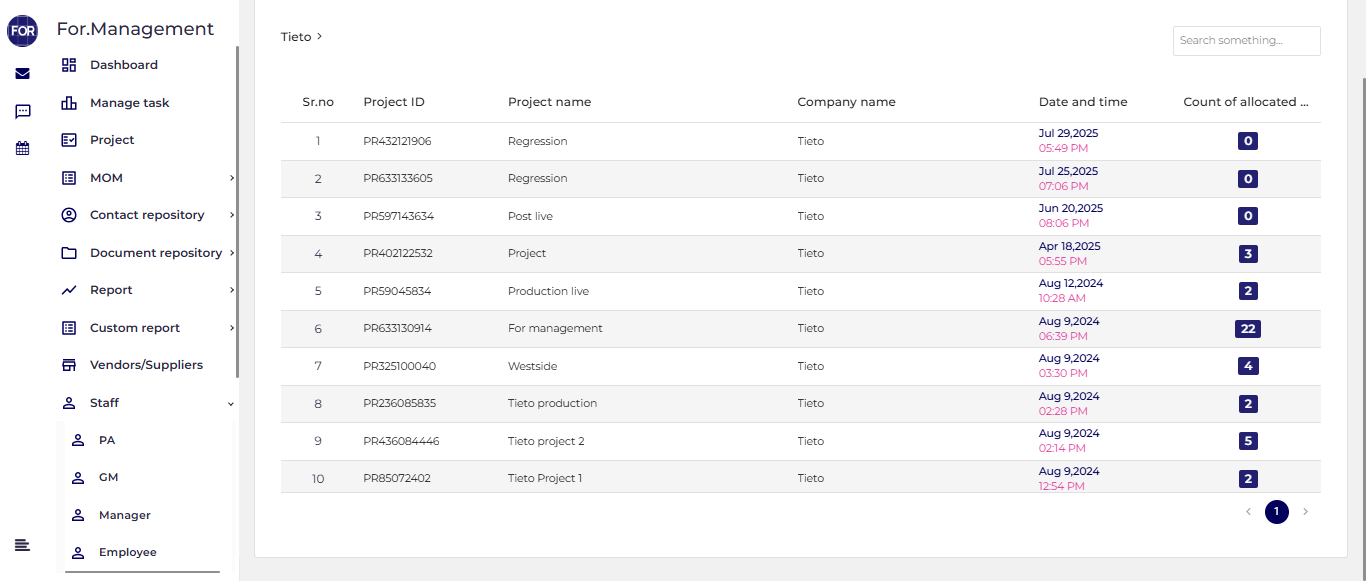 FOR
For.Management
Dashboard
Manage task
Project
MOM
Contact repository
Document repository
Report
Custom report
Vendors/Suppliers
Staff
PA
GM
Manager
Employee
Tieto
Search something...
Sr.no Project ID Project name Company name Date and time Count of allocated ...
1 PR432121906 Regression Tieto Jul 29,2025 0
05:49 PM
2 PR633133605 Regression Tieto Jul 25,2025 0
07:06 PM
3 PR597143634 Post live Tieto Jun 20,2025 0
08:06 PM
4 PR402122532 Project Tieto Apr 18,2025 3
05:55 PM
5 PR59045834 Production live Tieto Aug 12,2024 2
10:28 AM
6 PR633130914 For management Tieto Aug 9,2024 22
06:39 PM
7 PR325100040 Westside Tieto Aug 9,2024 4
03:30 PM
8 PR236085835 Tieto production Tieto Aug 9,2024 2
02:28 PM
9 PR436084446 Tieto project 2 Tieto Aug 9,2024 5
02:14 PM
10 PR85072402 Tieto Project 1 Tieto Aug 9,2024 2
12:54 PM
1